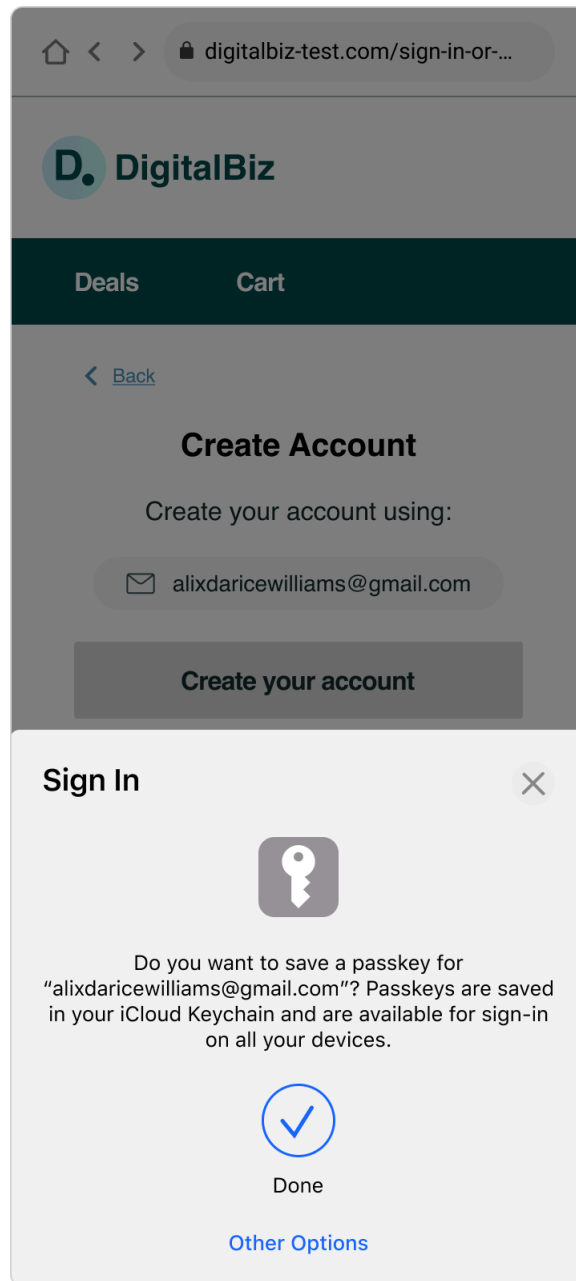 digitalbiz-test.com/sign-in-or-...
D.
DigitalBiz
Deals
Cart
Back
Create Account
Create your account using:
alixdaricewilliams@gmail.com
Create your account
Sign In
Do you want to save a passkey for
“alixdaricewilliams@gmail.com”? Passkeys are saved
in your iCloud Keychain and are available for sign-in
on all your devices.
Done
Other Options